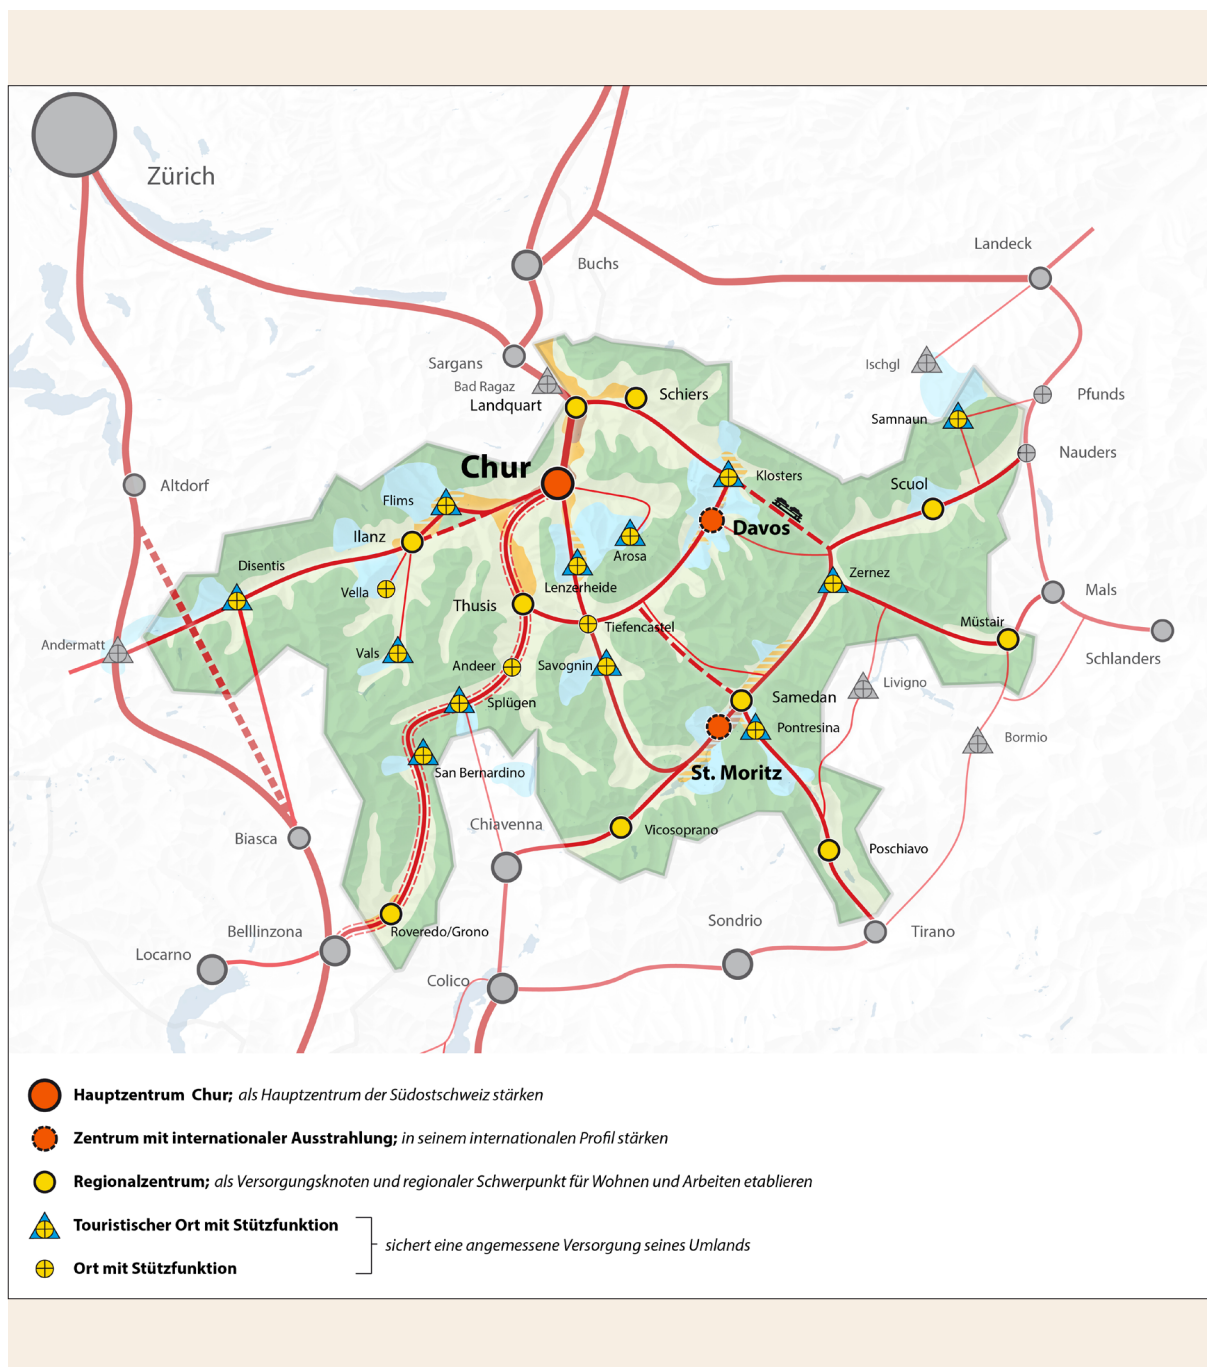 Zürich
Landeck
Buchs
Sargans
Ischgl
Bad Ragaz
Schiers
Pfunds
Landquart
Samnaun
Nauders
Chur
Klosters
Altdorf
Scuol
Flims
Davos
Ilanz
Arosa
Disentis
Zernez
Lenzerheide
Vella
Mals
Thusis
Müstair
Tiefencastel
Andermatt
Vals
Andeer
Savognin
Schlanders
Livigno
Splügen
Samedan
Pontresina
Bormio
San Bernardino
St. Moritz
Chiavenna
Vicosoprano
Biasca
Poschiavo
Sondrio
Belllinzona
Roveredo/Grono
Tirano
Locarno
Colico
Hauptzentrum Chur; als Hauptzentrum der Südostschweiz stärken
Zentrum mit internationaler Ausstrahlung; in seinem internationalen Profil stärken
Regionalzentrum; als Versorgungsknoten und regionaler Schwerpunkt für Wohnen und Arbeiten etablieren
Touristischer Ort mit Stützfunktion
sichert eine angemessene Versorgung seines Umlands
Ort mit Stützfunktion